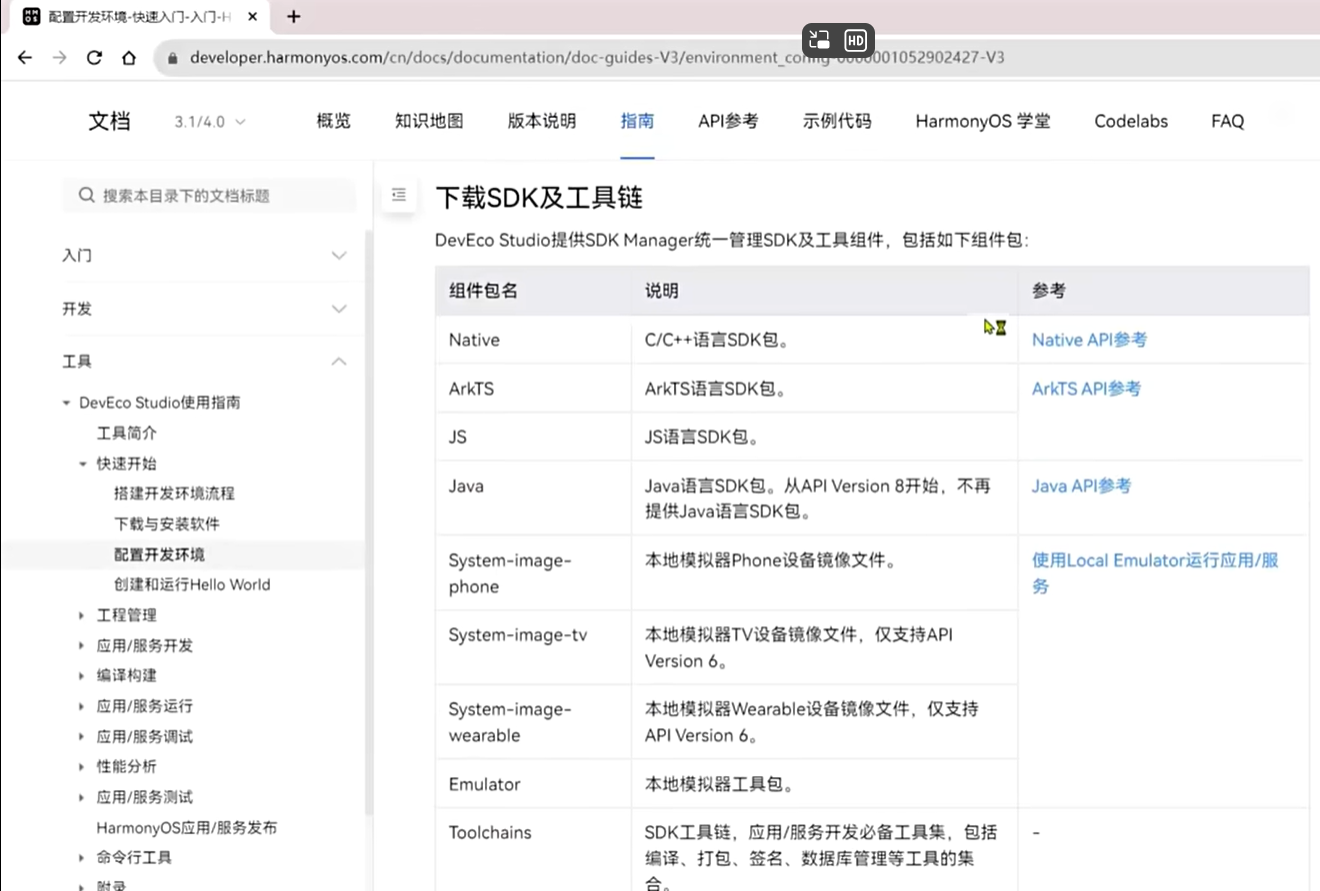 配置开发环境-快速入门-入门-H
HD
developer.harmonyos.com/cn/docs/documentation/doc-guides-V3/environment_config-0000001052902427-V3
文档
3.1/4.0
概览
知识地图
版本说明
指南
API参考
示例代码
HarmonyOS 学堂
Codelabs
FAQ
搜索本目录下的文档标题
入门
开发
工具
DevEco Studio使用指南
工具简介
快速开始
搭建开发环境流程
下载与安装软件
配置开发环境
创建和运行Hello World
工程管理
应用/服务开发
编译构建
应用/服务运行
应用/服务调试
性能分析
应用/服务测试
HarmonyOS应用/服务发布
命令行工具
附录
下载SDK及工具链
DevEco Studio提供SDK Manager统一管理SDK及工具组件，包括如下组件包：
组件包名
说明
参考
Native
C/C++语言SDK包。
Native API参考
ArkTS
ArkTS语言SDK包。
ArkTS API参考
JS
JS语言SDK包。
Java
Java语言SDK包。从API Version 8开始，不再
提供Java语言SDK包。
Java API参考
System-image-
phone
本地模拟器Phone设备镜像文件。
使用Local Emulator运行应用/服
务
System-image-tv
本地模拟器TV设备镜像文件，仅支持API
Version 6。
System-image-
wearable
本地模拟器Wearable设备镜像文件，仅支持
API Version 6。
Emulator
本地模拟器工具包。
Toolchains
SDK工具链，应用/服务开发必备工具集，包括
编译、打包、签名、数据库管理等工具的集
合。
-